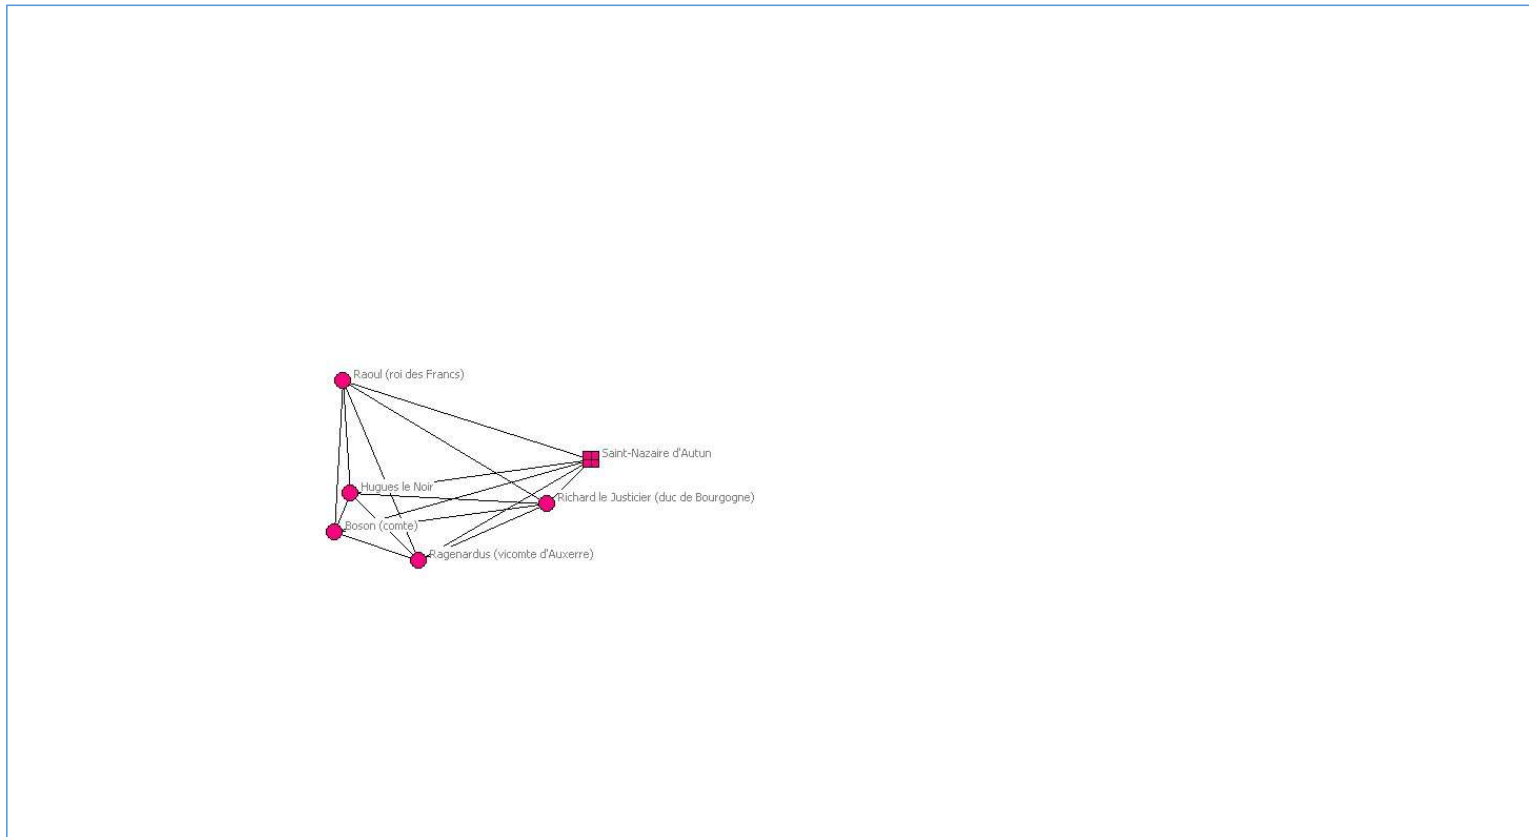 Raoul (roi des Francs)
Saint-Nazaire d'Autun
Hugues le Noir
Richard le Justicier (duc de Bourgogne)
Boson (comte)
Ragenardus (vicomte d'Auxerre)